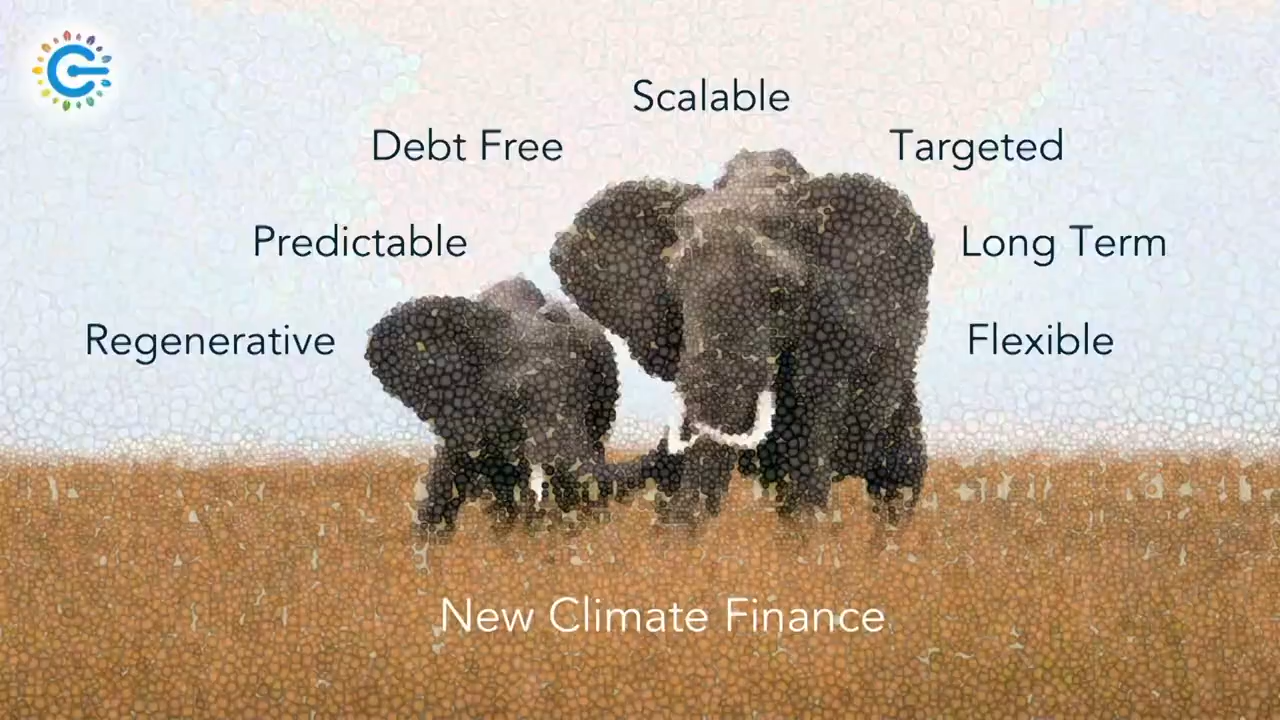 Scalable
Debt Free
Targeted
Predictable
Long Term
Regenerative
Flexible
New Climate Finance